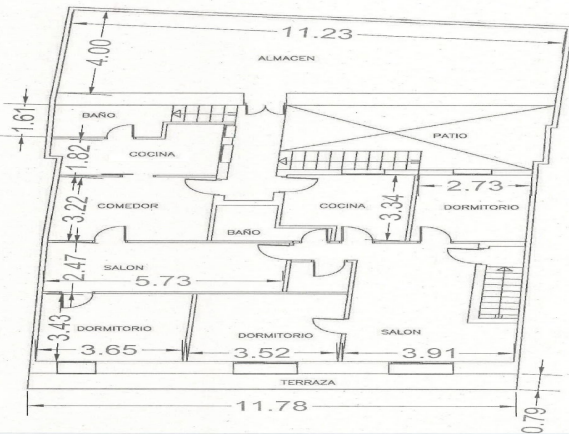 11.23
4.00
ALMACEN
1.61
BAÑO
PATIO
1.82
COCINA
2.73
3.22
COMEDOR
COCINA
3.34
DORMITORIO
BAÑO
2.47
SALON
5.73
3.43
DORMITORIO
DORMITORIO
SALON
3.65
3.52
3.91
TERRAZA
11.78
0.79